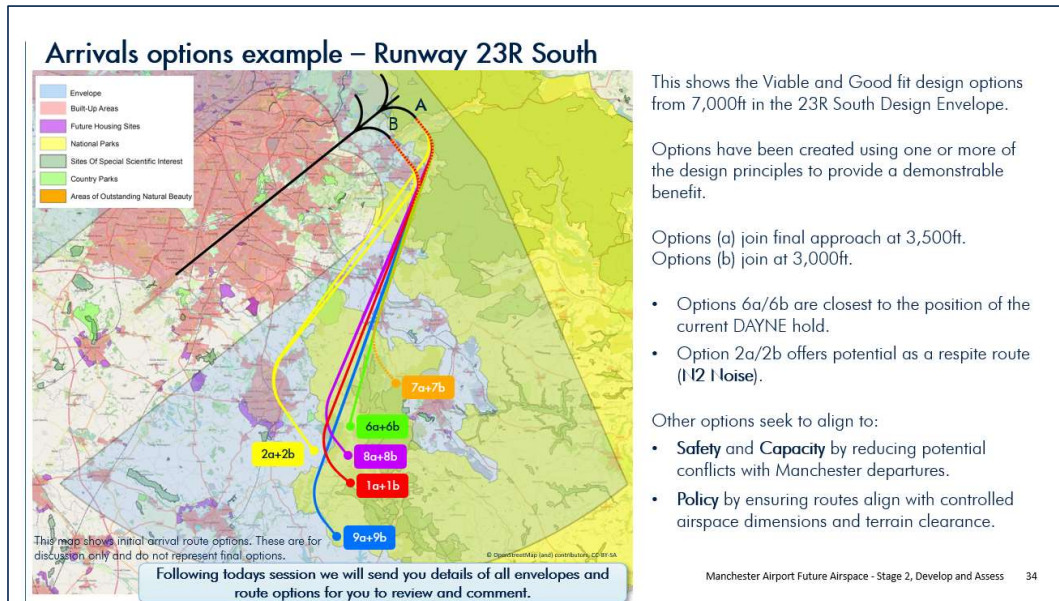 Arrivals options example – Runway 23R South
Envelope
Built-Up Areas
Future Housing Sites
National Parks
Sites Of Special Scientific Interest
Country Parks
Areas of Outstanding Natural Beauty
A
B
7a+7b
6a+6b
2a+2b
8a+8b
1a+1b
9a+9b
This map shows initial arrival route options. These are for
discussion only and do not represent final options.
© OpenStreetMap (and) contributors, CC-BY-SA
Following todays session we will send you details of all envelopes and
route options for you to review and comment.
This shows the Viable and Good fit design options
from 7,000ft in the 23R South Design Envelope.
Options have been created using one or more of
the design principles to provide a demonstrable
benefit.
Options (a) join final approach at 3,500ft.
Options (b) join at 3,000ft.
• Options 6a/6b are closest to the position of the
current DAYNE hold.
• Option 2a/2b offers potential as a respite route
(N2 Noise).
Other options seek to align to:
• Safety and Capacity by reducing potential
conflicts with Manchester departures.
• Policy by ensuring routes align with controlled
airspace dimensions and terrain clearance.
Manchester Airport Future Airspace - Stage 2, Develop and Assess 34